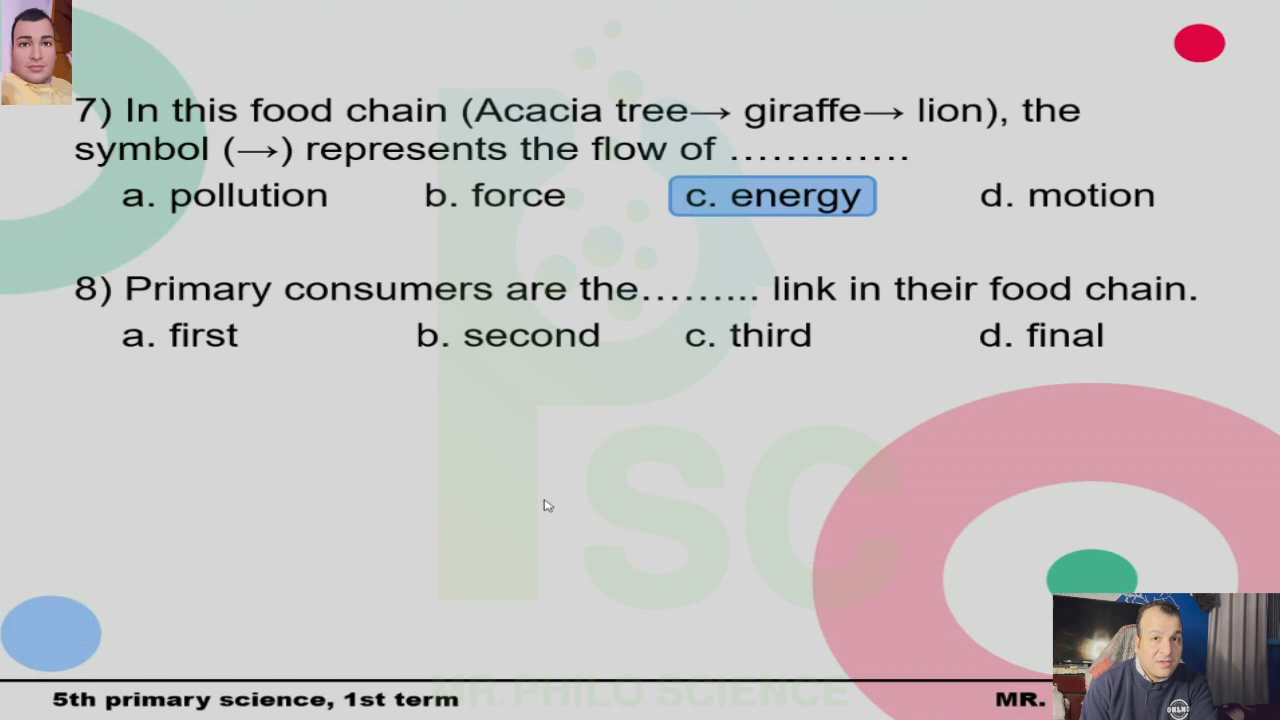 7) In this food chain (Acacia tree→ giraffe→ lion), the
symbol (→) represents the flow of ………….
a. pollution b. force c. energy d. motion
8) Primary consumers are the…….... link in their food chain.
a. first b. second c. third d. final
Psc
MR. PHILO SCIENCE
5th primary science, 1st term MR.